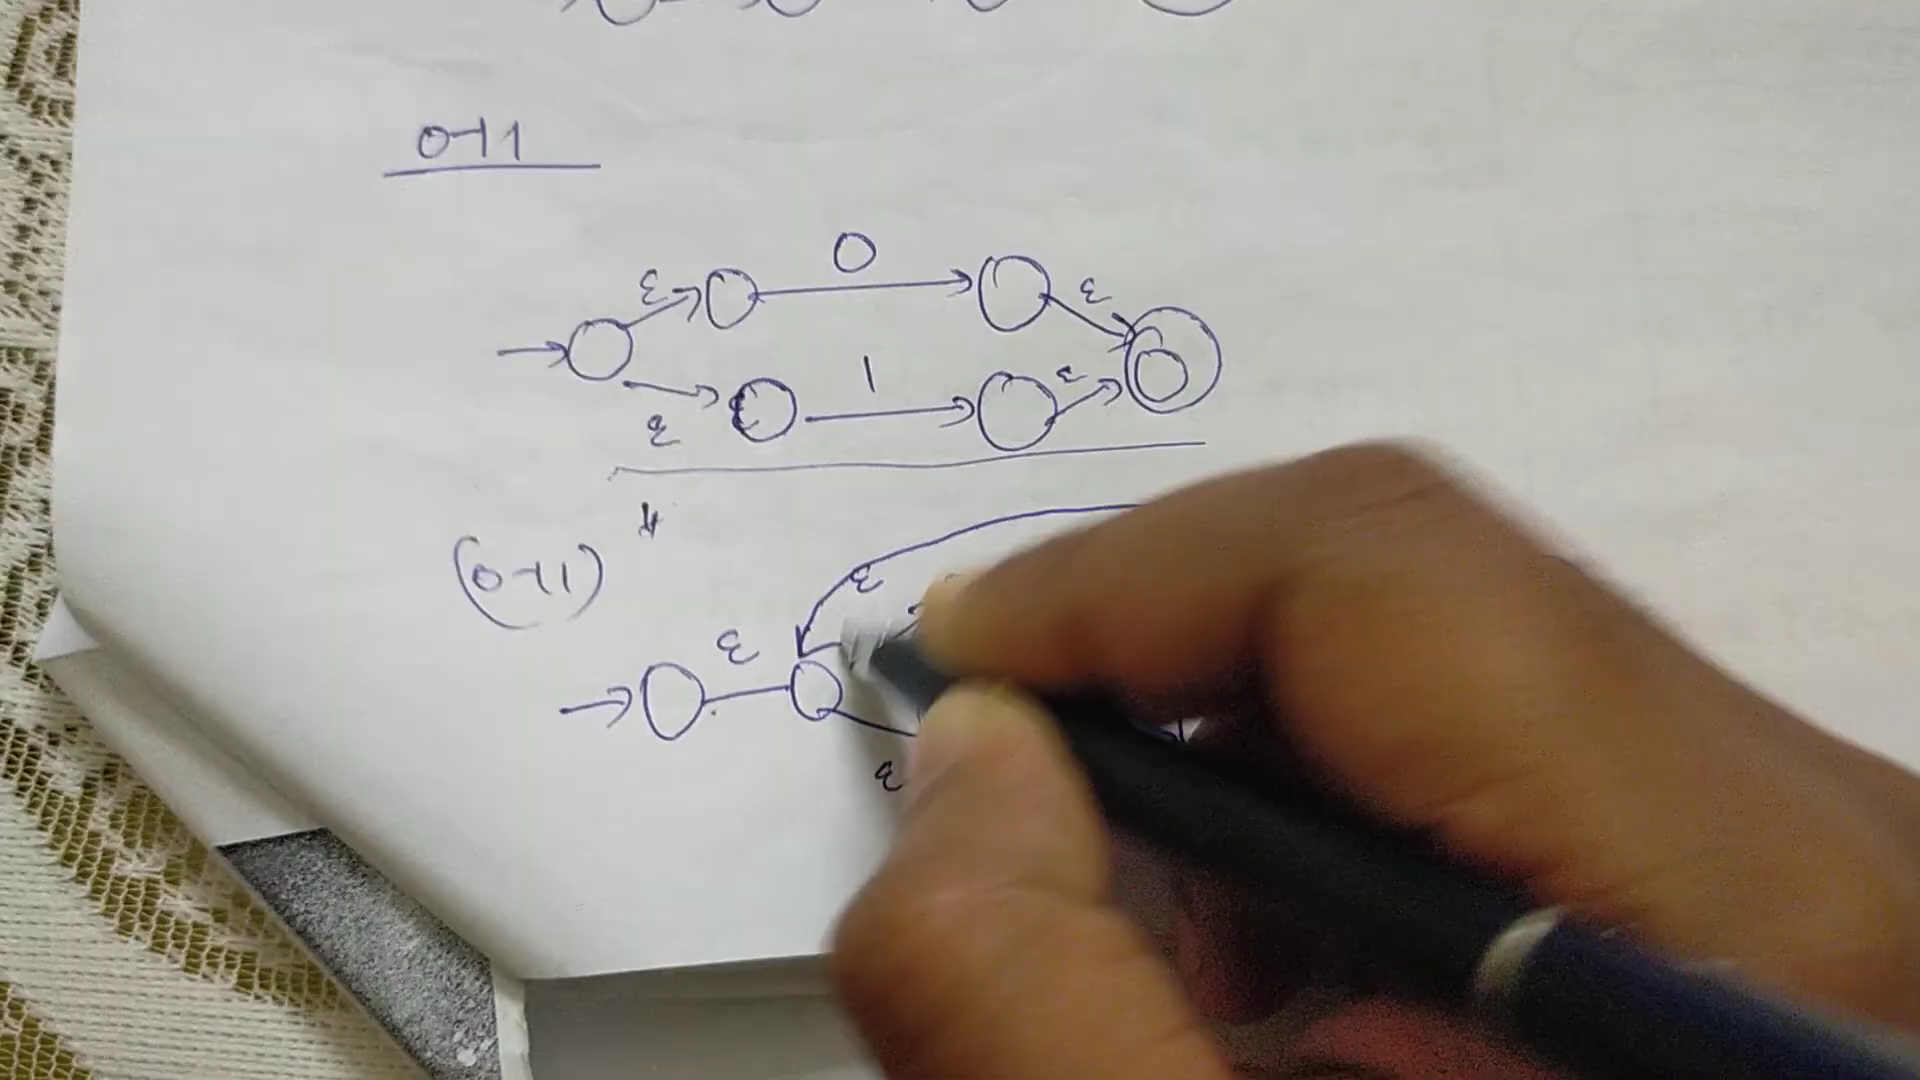 0+1
ε 0 ε
ε 1 ε
(0+1)*
ε
ε
ε